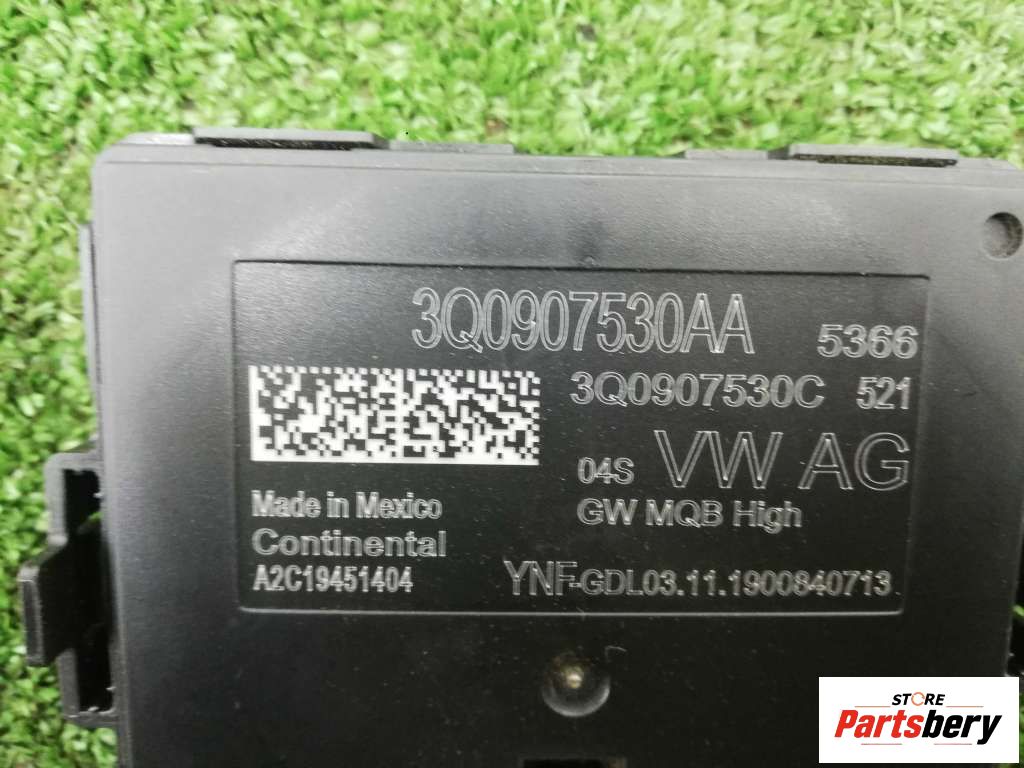 3Q0907530AA 5366
3Q0907530C 521
04S VW AG
GW MQB High
Made in Mexico
Continental
A2C19451404 YNF-GDL03.11.1900840713
STORE
Partsbery